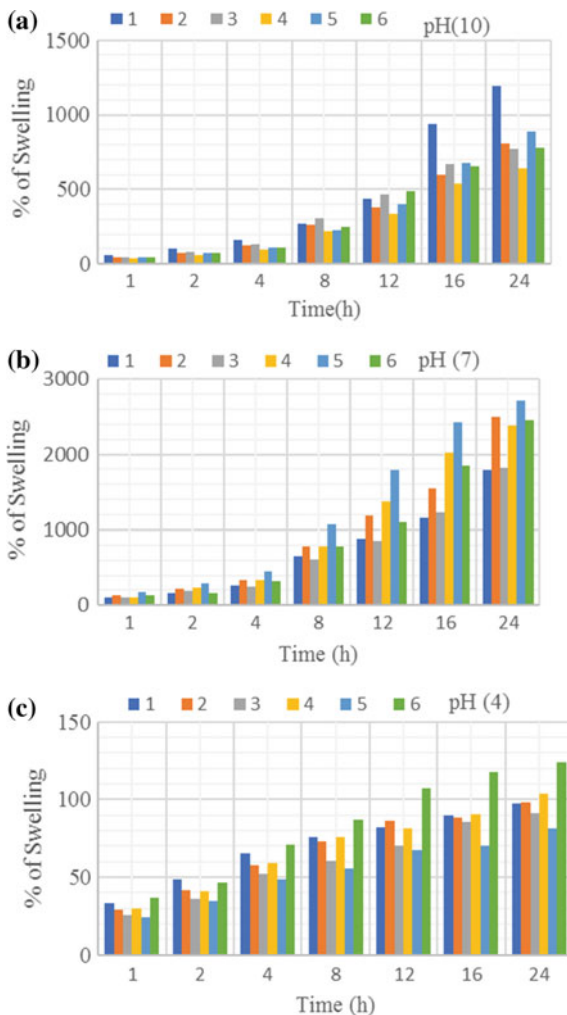 (a)
1 2 3 4 5 6 pH(10)
1500
1000
500
0
% of Swelling
1 2 4 8 12 16 24
Time(h)
(b)
1 2 3 4 5 6 pH (7)
3000
2000
1000
0
% of Swelling
1 2 4 8 12 16 24
Time (h)
(c)
1 2 3 4 5 6 pH (4)
150
100
50
0
% of Swelling
1 2 4 8 12 16 24
Time (h)